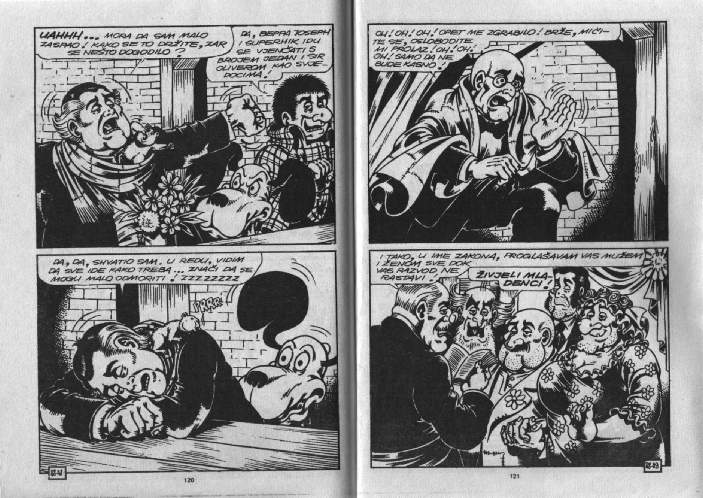 UAHHH... MORA DA SAM MALO
ZASPAO! KAKO SE TO DRŽITE, ZAR
SE NEŠTO DOGODILO?
DA, BEPPA JOSEPH
I SUPERHIK IDU
SE VJENČATI S
BROJEM JEDAN I SIR
OLIVEROM KAO SVJE-
DOCIMA!
DA, DA, SHVATIO SAM. U REDU, VIDIM
DA SVE IDE KAKO TREBA... ZNAČI DA SE
MOGU MALO ODMORITI! ZZZZZZZZ
120
OH! OH! OH! OPET ME ZGRABILO! BRŽE, MIČI-
TE SE, OSLOBODITE
MI PROLAZ! OH! OH!
OH! SAMO DA NE
BUDE KASNO!
I TAKO, U IME ZAKONA, PROGLAŠAVAM VAS MUŽEM
I ŽENOM SVE DOK
VAS RAZVOD NE
RASTAVI.
ŽIVJELI MLA-
DENCI!
121